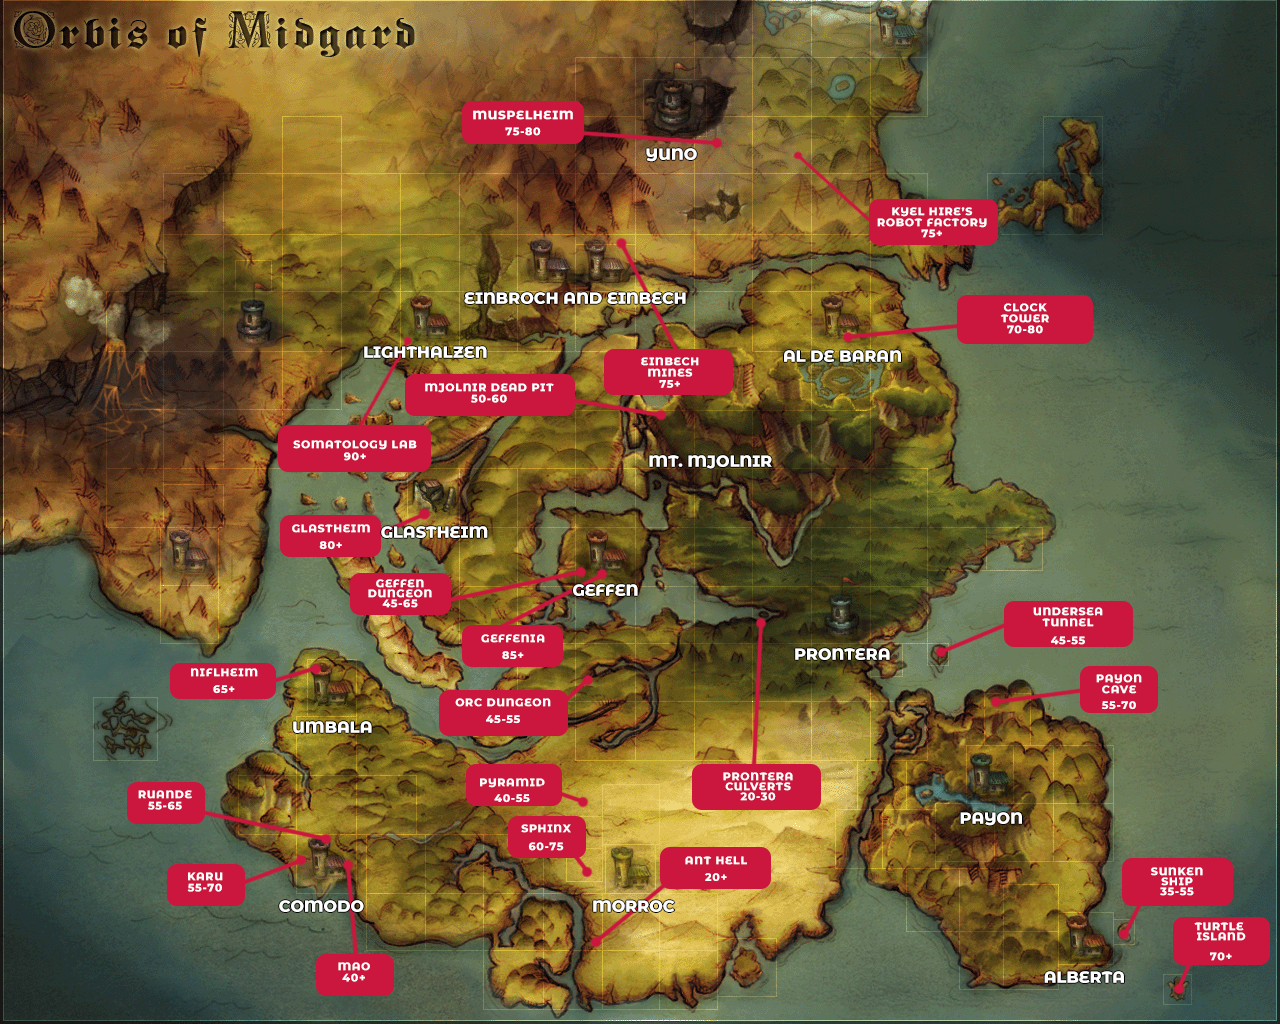 Orbis of Midgard
MUSPELHEIM
75-80
YUNO
KYEL HIRE'S
ROBOT FACTORY
75+
EINBROCH AND EINBECH
CLOCK
TOWER
70-80
LIGHTHALZEN
AL DE BARAN
EINBECH
MINES
75+
MJOLNIR DEAD PIT
50-60
SOMATOLOGY LAB
90+
MT. MJOLNIR
GLASTHEIM
80+
GLASTHEIM
GEFFEN
DUNGEON
45-65
GEFFEN
UNDERSEA
TUNNEL
45-55
GEFFENIA
85+
PRONTERA
NIFLHEIM
65+
PAYON
CAVE
55-70
ORC DUNGEON
45-55
UMBALA
PYRAMID
40-55
PRONTERA
CULVERTS
20-30
RUANDE
55-65
PAYON
SPHINX
60-75
ANT HELL
20+
KARU
55-70
SUNKEN
SHIP
35-55
COMODO
MORROC
TURTLE
ISLAND
70+
MAO
40+
ALBERTA